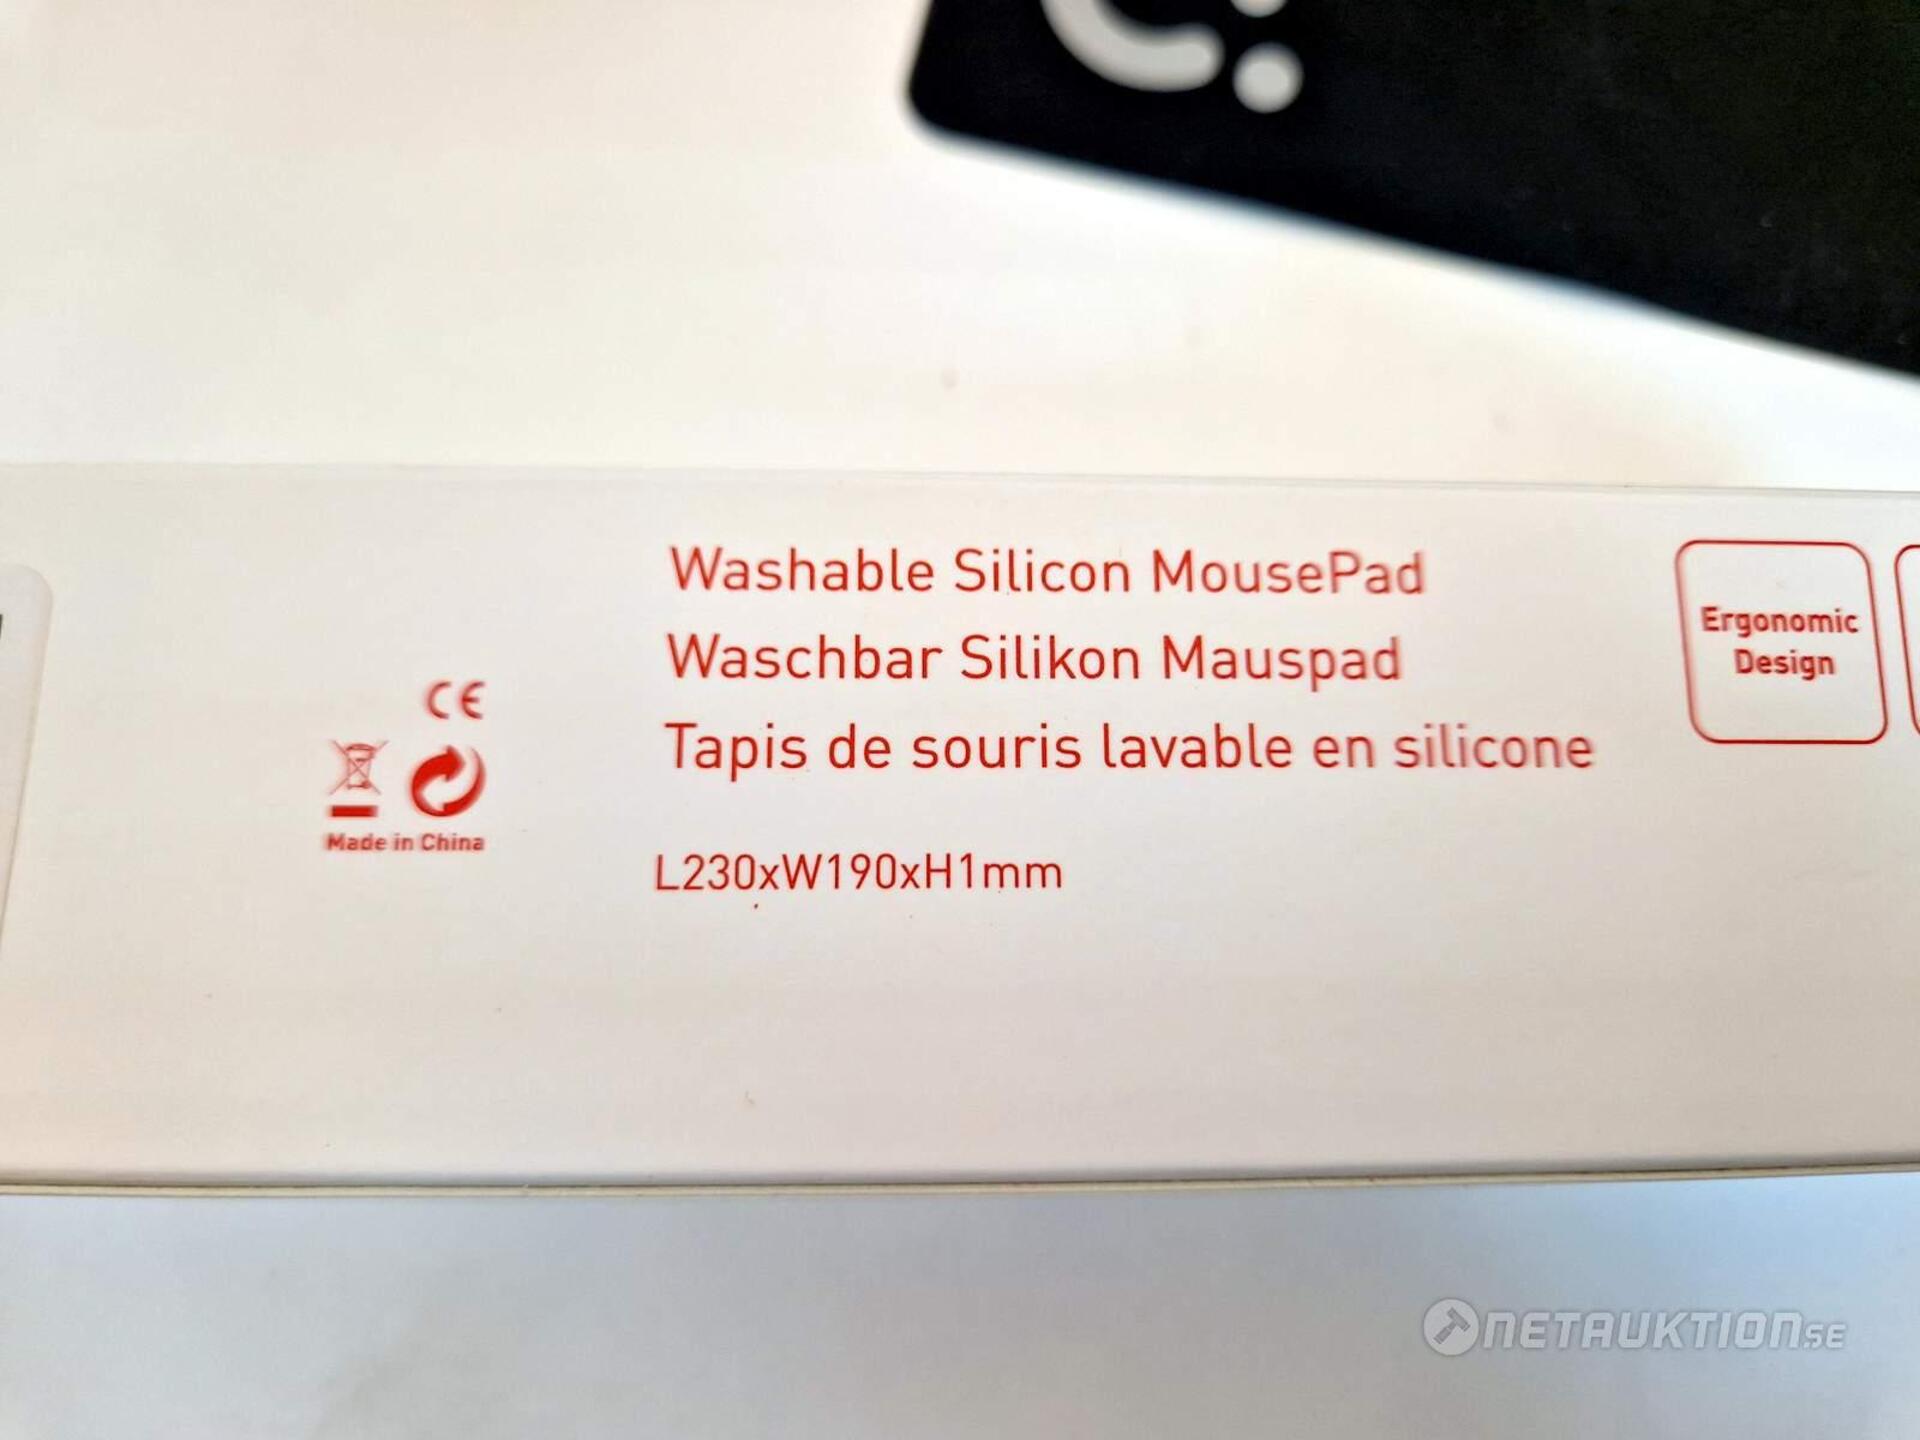 Washable Silicon MousePad
Waschbar Silikon Mauspad
Tapis de souris lavable en silicone
L230xW190xH1mm
CE
Made in China
Ergonomic
Design
NETAUKTION.SE